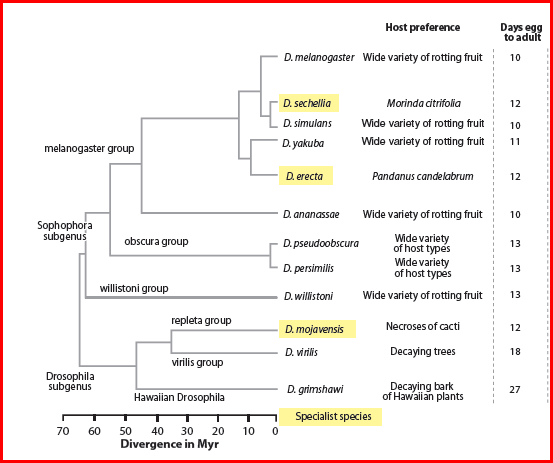 Host preference
Days egg
to adult
D. melanogaster Wide variety of rotting fruit 10
D. sechellia Morinda citrifolia 12
D. simulans Wide variety of rotting fruit 10
D. yakuba Wide variety of rotting fruit 11
melanogaster group
D. erecta Pandanus candelabrum 12
D. ananassae Wide variety of rotting fruit 10
Sophophora
subgenus
obscura group
D. pseudoobscura Wide variety
of host types 13
D. persimilis Wide variety
of host types 13
willistoni group
D. willistoni Wide variety of rotting fruit 13
repleta group
D. mojavensis Necroses of cacti 12
D. virilis Decaying trees 18
virilis group
Drosophila
subgenus
D. grimshawi Decaying bark
of Hawaiian plants 27
Hawaiian Drosophila
Specialist species
70 60 50 40 30 20 10 0
Divergence in Myr